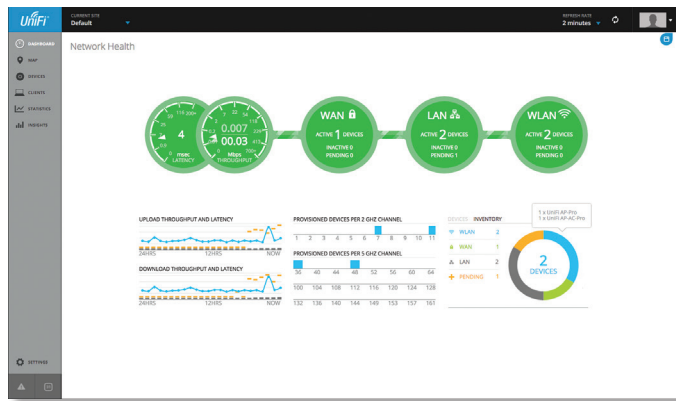 UniFi
CURRENT SITE
Default
REFRESH RATE
2 minutes
DASHBOARD
MAP
DEVICES
CLIENTS
STATISTICS
INSIGHTS
SETTINGS
Network Health
4
msec
LATENCY
0.007
00.03
Mbps
THROUGHPUT
WAN
ACTIVE 1 DEVICES
INACTIVE 0
PENDING 0
LAN
ACTIVE 2 DEVICES
INACTIVE 0
PENDING 1
WLAN
ACTIVE 2 DEVICES
INACTIVE 0
PENDING 0
UPLOAD THROUGHPUT AND LATENCY
24HRS 12HRS NOW
DOWNLOAD THROUGHPUT AND LATENCY
24HRS 12HRS NOW
PROVISIONED DEVICES PER 2 GHZ CHANNEL
1 2 3 4 5 6 7 8 9 10 11
PROVISIONED DEVICES PER 5 GHZ CHANNEL
36 40 44 48 52 56 60 64
100 104 108 112 116 120 124 128
132 136 140 144 149 153 157 161
DEVICES INVENTORY
WLAN 2
WAN 1
LAN 2
PENDING 1
1 x UniFi AP-Pro
1 x UniFi AP-AC-Pro
2
DEVICES